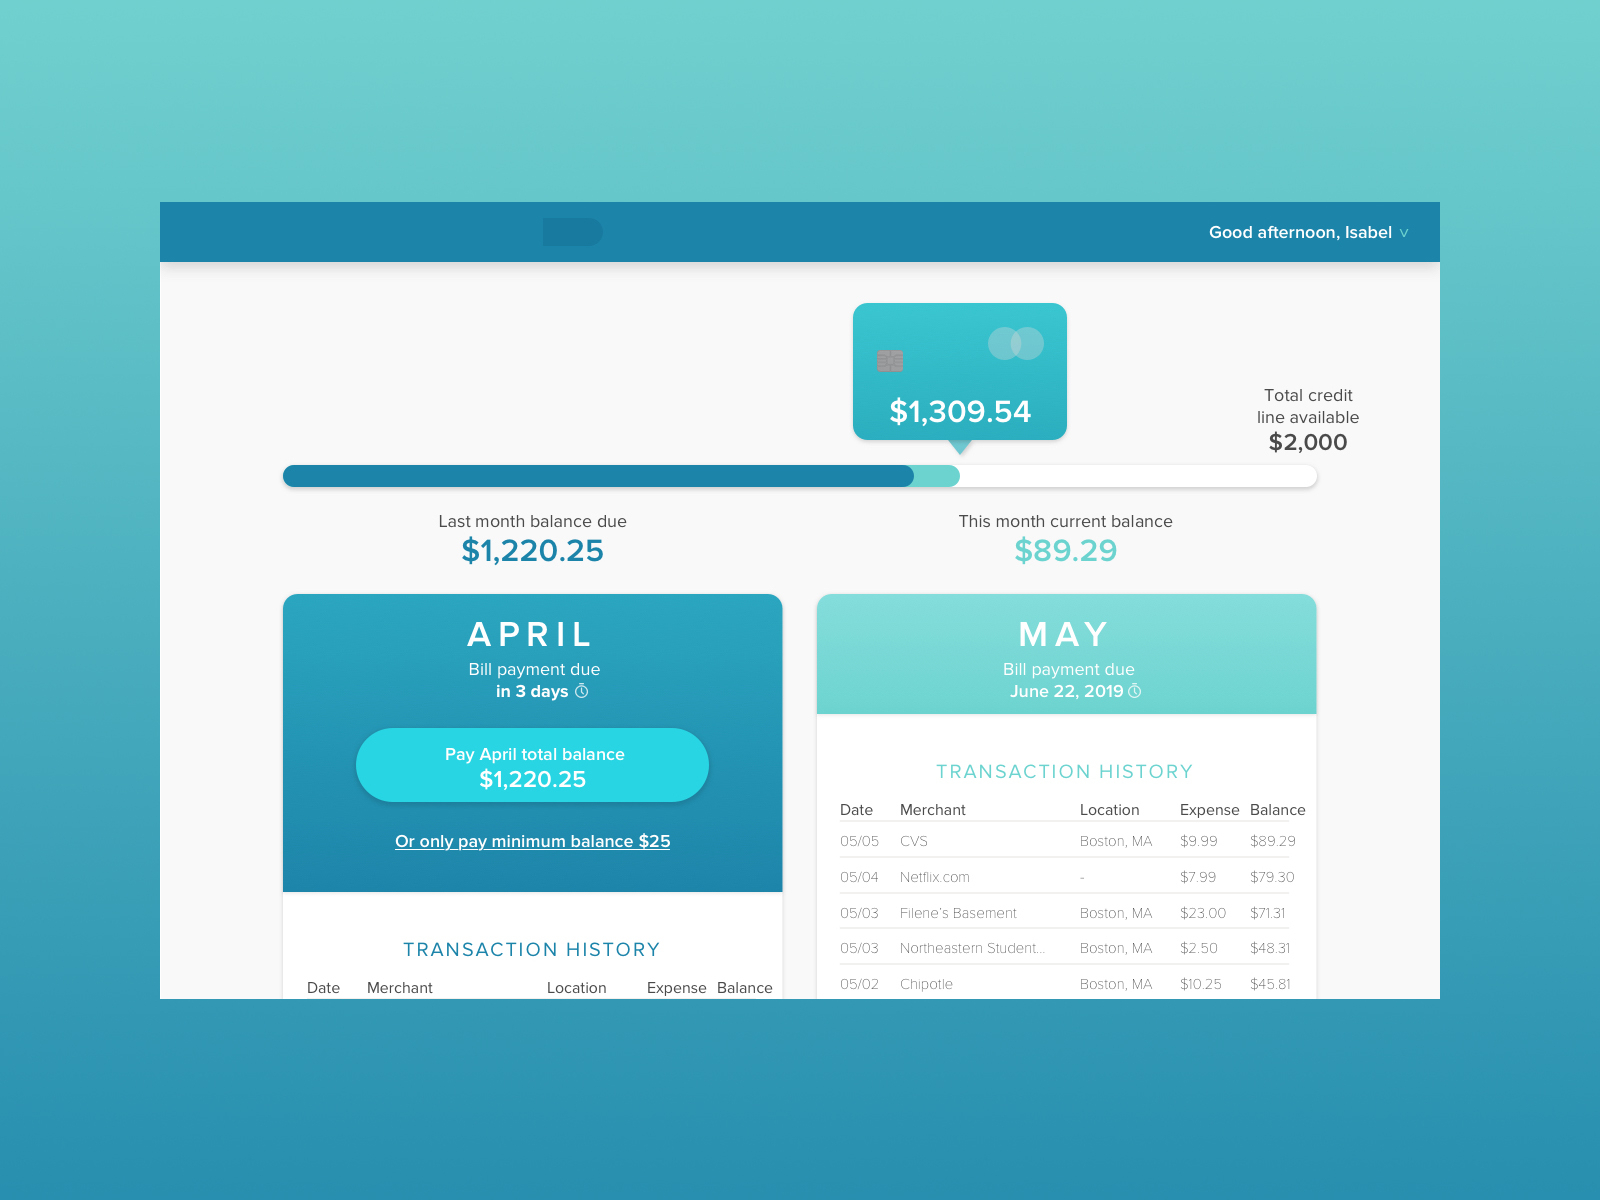 Good afternoon, Isabel v
$1,309.54
Total credit
line available
$2,000
Last month balance due
$1,220.25
This month current balance
$89.29
APRIL
Bill payment due
in 3 days
Pay April total balance
$1,220.25
Or only pay minimum balance $25
TRANSACTION HISTORY
Date Merchant Location Expense Balance
MAY
Bill payment due
June 22, 2019
TRANSACTION HISTORY
Date Merchant Location Expense Balance
05/05 CVS Boston, MA $9.99 $89.29
05/04 Netflix.com - $7.99 $79.30
05/03 Filene's Basement Boston, MA $23.00 $71.31
05/03 Northeastern Student... Boston, MA $2.50 $48.31
05/02 Chipotle Boston, MA $10.25 $45.81